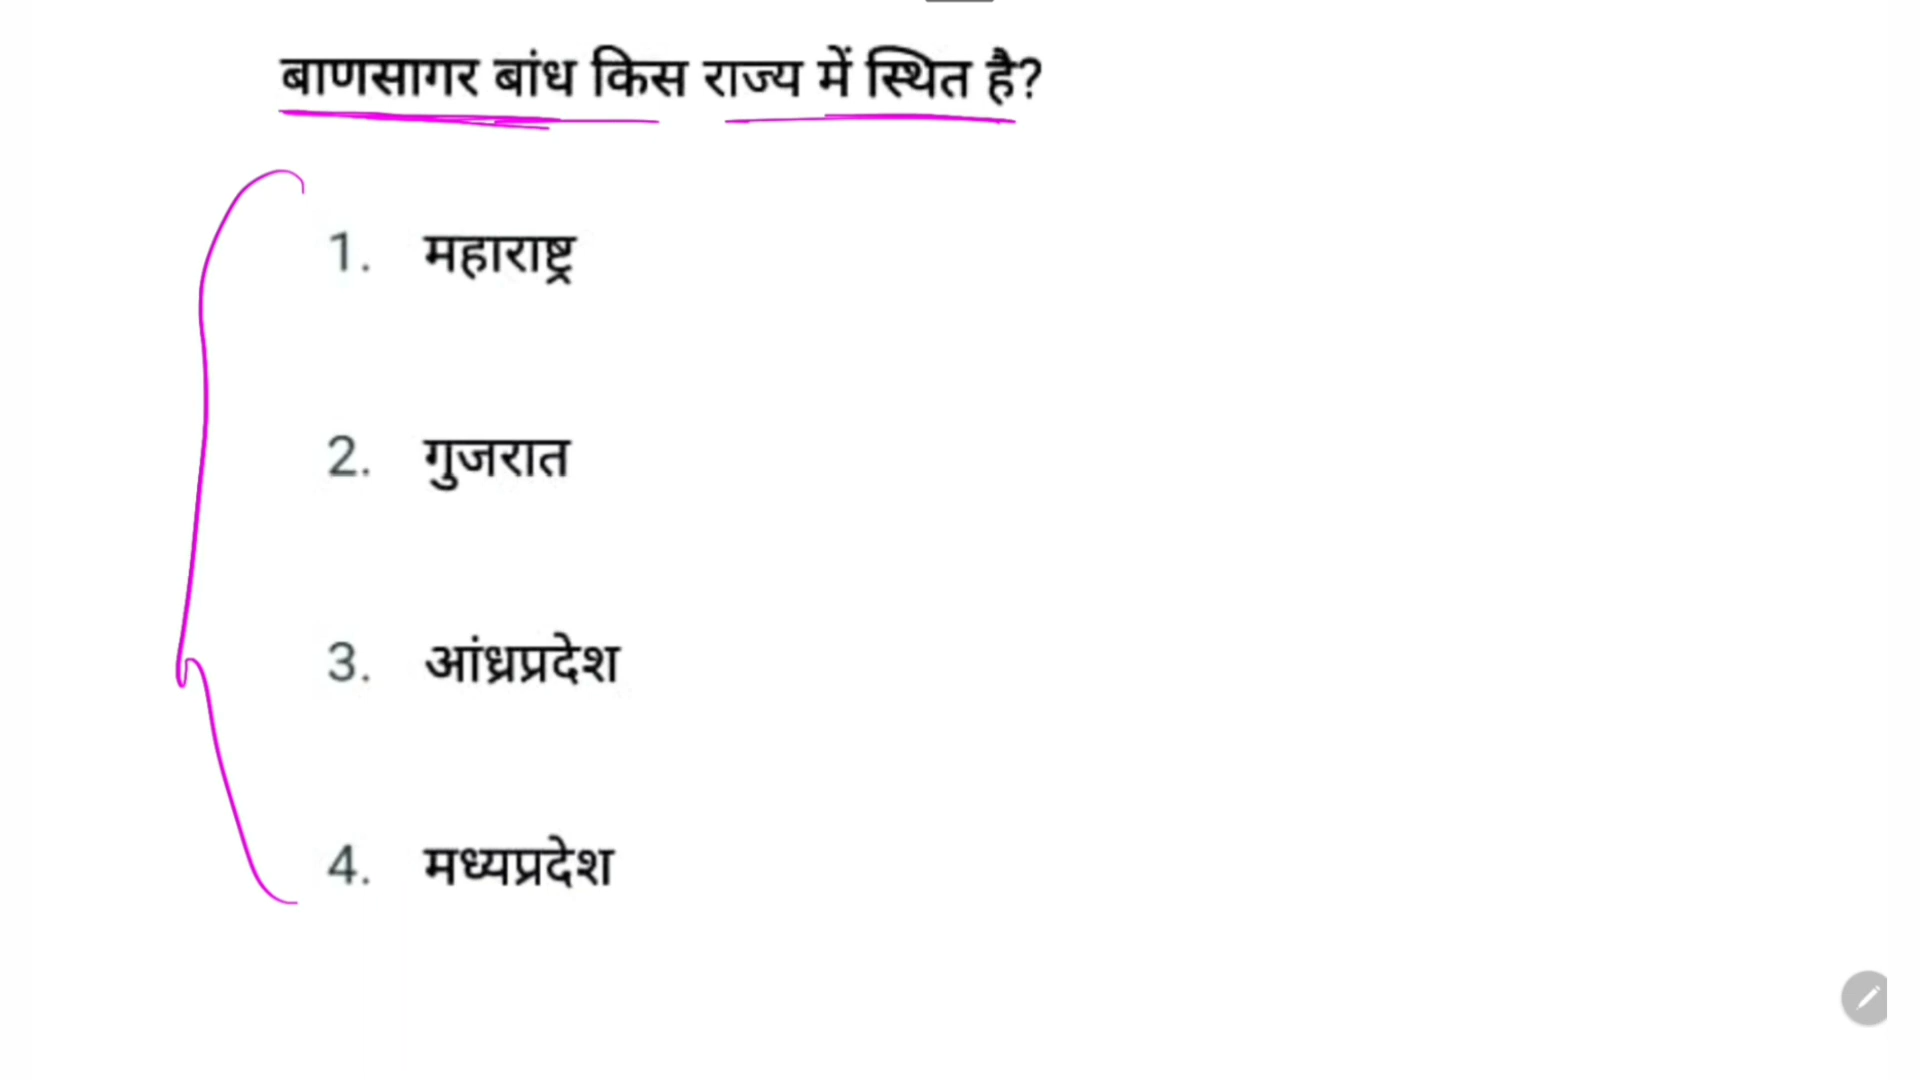 बाणसागर बांध किस राज्य में स्थित है?
1. महाराष्ट्र
2. गुजरात
3. आंध्रप्रदेश
4. मध्यप्रदेश